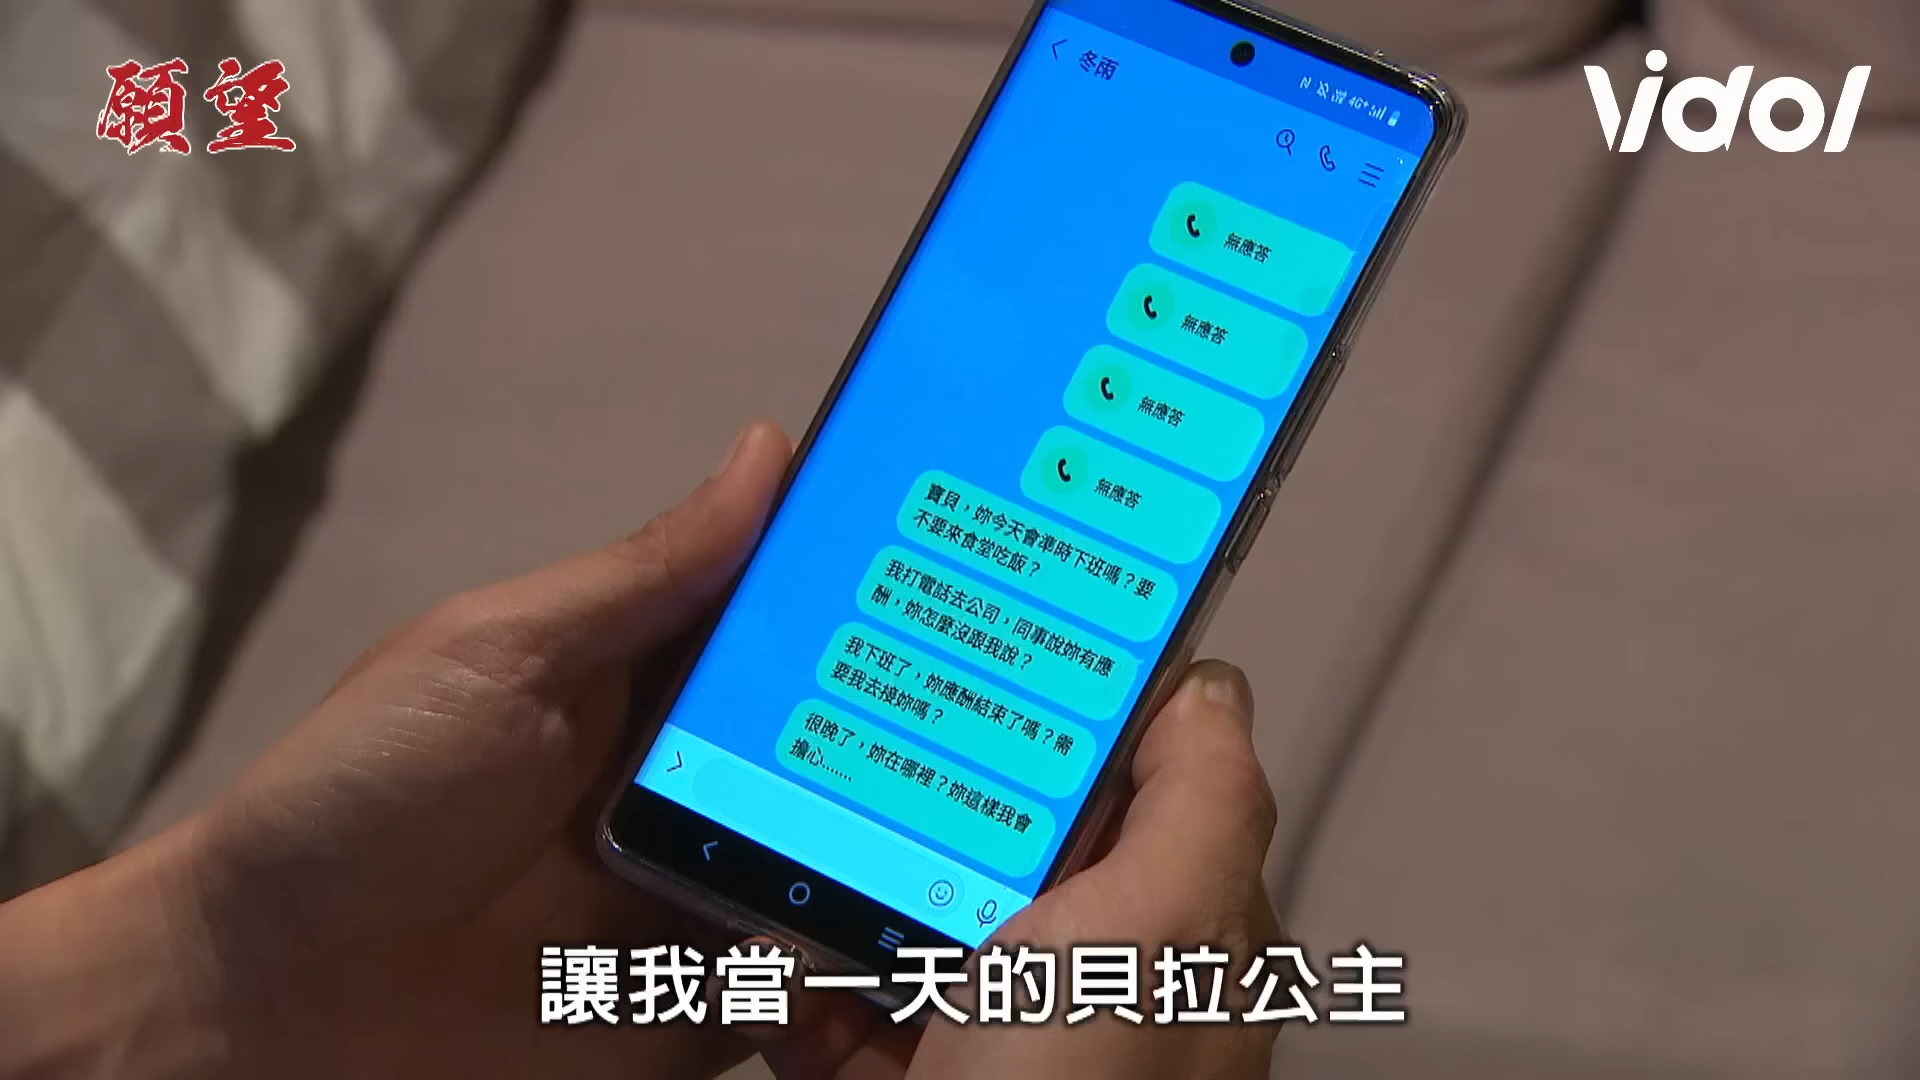 願望
Vidol
冬雨
4G+
無應答
無應答
無應答
無應答
寶貝，妳今天會準時下班嗎？要
不要來食堂吃飯？
我打電話去公司，同事說妳有應
酬，妳怎麼沒跟我說？
我下班了，妳應酬結束了嗎？需
要我去接妳嗎？
很晚了，妳在哪裡？妳這樣我會
擔心.......
讓我當一天的貝拉公主